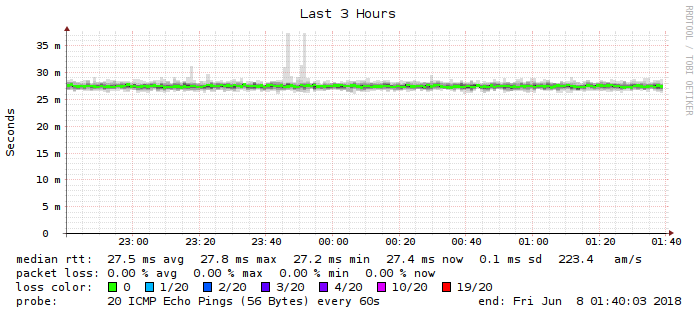 Last 3 Hours
RRDTOOL / TOBI OETIKER
Seconds
35 m
30 m
25 m
20 m
15 m
10 m
5 m
0
23:00 23:20 23:40 00:00 00:20 00:40 01:00 01:20 01:40
median rtt: 27.5 ms avg 27.8 ms max 27.2 ms min 27.4 ms now 0.1 ms sd 223.4 am/s
packet loss: 0.00 % avg 0.00 % max 0.00 % min 0.00 % now
loss color: 0 1/20 2/20 3/20 4/20 10/20 19/20
probe: 20 ICMP Echo Pings (56 Bytes) every 60s end: Fri Jun 8 01:40:03 2018